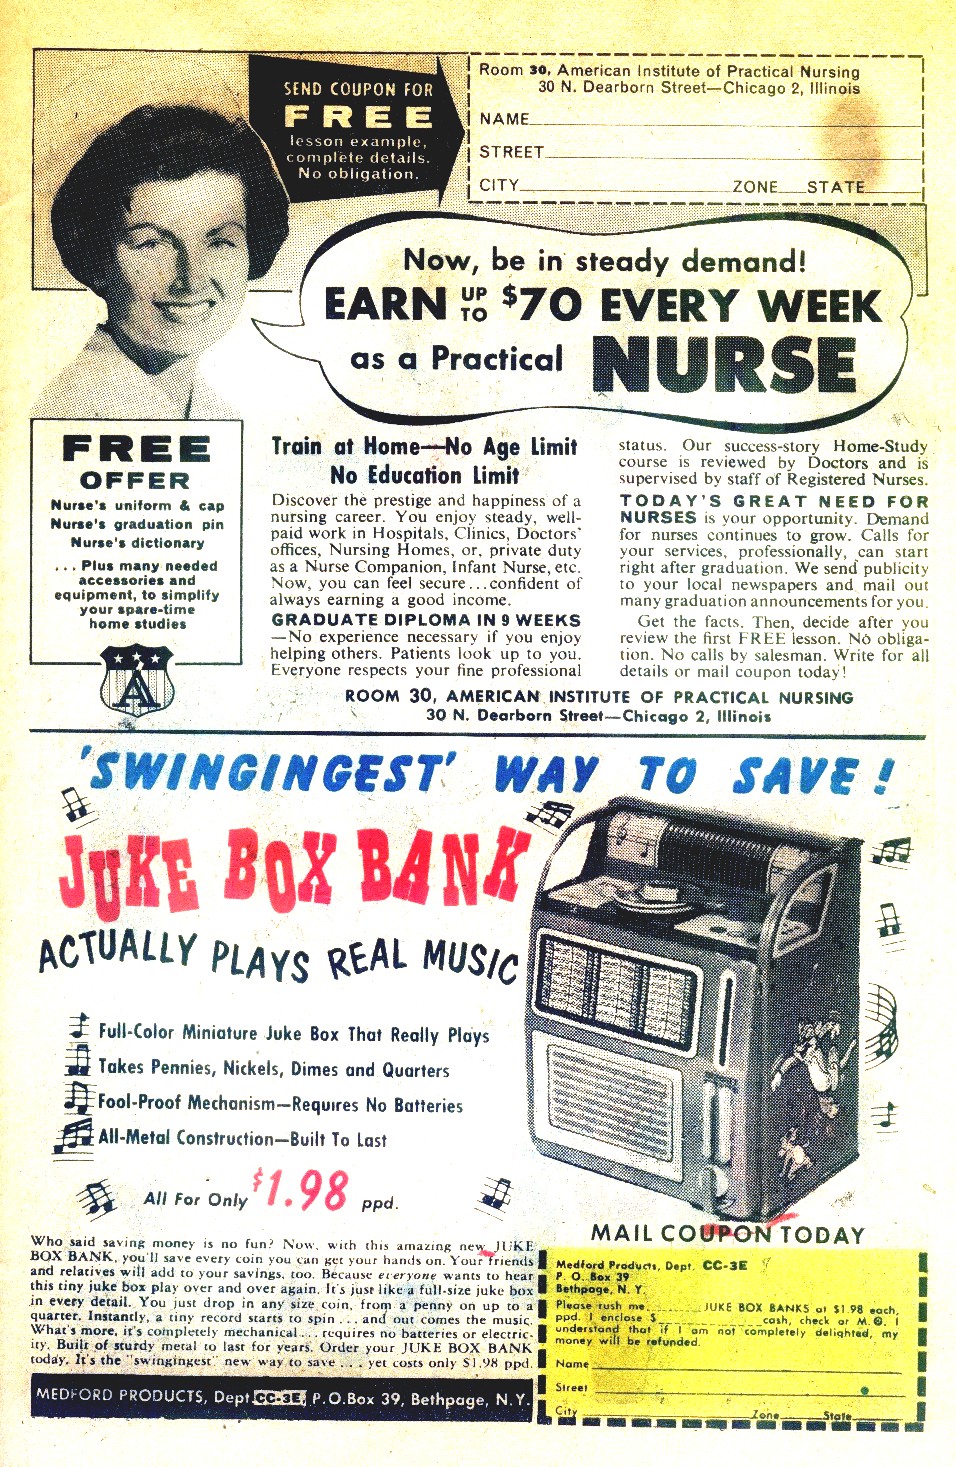 SEND COUPON FOR
FREE
lesson example,
complete details.
No obligation.
Room 30, American Institute of Practical Nursing
30 N. Dearborn Street—Chicago 2, Illinois
NAME
STREET
CITY ZONE STATE
Now, be in steady demand!
EARN UP TO $70 EVERY WEEK
as a Practical NURSE
FREE
OFFER
Nurse's uniform & cap
Nurse's graduation pin
Nurse's dictionary
. . . Plus many needed
accessories and
equipment, to simplify
your spare-time
home studies
A
Train at Home—No Age Limit
No Education Limit
Discover the prestige and happiness of a
nursing career. You enjoy steady, well-
paid work in Hospitals, Clinics, Doctors'
offices, Nursing Homes, or, private duty
as a Nurse Companion, Infant Nurse, etc.
Now, you can feel secure...confident of
always earning a good income.
GRADUATE DIPLOMA IN 9 WEEKS
—No experience necessary if you enjoy
helping others. Patients look up to you.
Everyone respects your fine professional
status. Our success-story Home-Study
course is reviewed by Doctors and is
supervised by staff of Registered Nurses.
TODAY'S GREAT NEED FOR
NURSES is your opportunity. Demand
for nurses continues to grow. Calls for
your services, professionally, can start
right after graduation. We send publicity
to your local newspapers and mail out
many graduation announcements for you.
Get the facts. Then, decide after you
review the first FREE lesson. No obliga-
tion. No calls by salesman. Write for all
details or mail coupon today!
ROOM 30, AMERICAN INSTITUTE OF PRACTICAL NURSING
30 N. Dearborn Street—Chicago 2, Illinois
'SWINGINGEST' WAY TO SAVE!
JUKE BOX BANK
ACTUALLY PLAYS REAL MUSIC
Full-Color Miniature Juke Box That Really Plays
Takes Pennies, Nickels, Dimes and Quarters
Fool-Proof Mechanism—Requires No Batteries
All-Metal Construction—Built To Last
All For Only $1.98 ppd.
Who said saving money is no fun? Now, with this amazing new JUKE
BOX BANK, you'll save every coin you can get your hands on. Your friends
and relatives will add to your savings, too. Because everyone wants to hear
this tiny juke box play over and over again. It's just like a full-size juke box
in every detail. You just drop in any size coin, from a penny on up to a
quarter. Instantly, a tiny record starts to spin . . . and out comes the music.
What's more, it's completely mechanical . . . requires no batteries or electric-
ity. Built of sturdy metal to last for years. Order your JUKE BOX BANK
today. It's the "swingingest" new way to save . . . yet costs only $1.98 ppd.
MEDFORD PRODUCTS, Dept. CC-3E, P.O.Box 39, Bethpage, N.Y.
MAIL COUPON TODAY
Medford Products, Dept. CC-3E
P. O. Box 39
Bethpage, N. Y.
Please rush me JUKE BOX BANKS at $1.98 each,
ppd. I enclose $ cash, check or M.O. I
understand that if I am not completely delighted, my
money will be refunded.
Name
Street
City Zone State